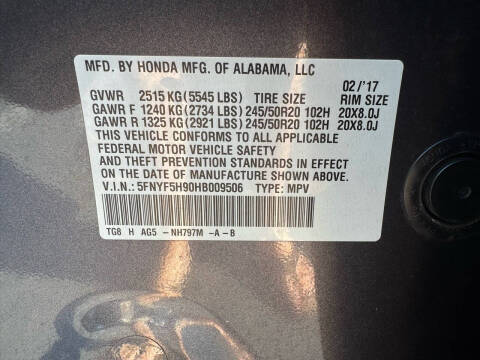 MFD. BY HONDA MFG. OF ALABAMA, LLC
02/'17
GVWR 2515 KG (5545 LBS) TIRE SIZE RIM SIZE
GAWR F 1240 KG (2734 LBS) 245/50R20 102H 20X8.0J
GAWR R 1325 KG (2921 LBS) 245/50R20 102H 20X8.0J
THIS VEHICLE CONFORMS TO ALL APPLICABLE
FEDERAL MOTOR VEHICLE SAFETY
AND THEFT PREVENTION STANDARDS IN EFFECT
ON THE DATE OF MANUFACTURE SHOWN ABOVE.
V.I.N.: 5FNYF5H90HB009506 TYPE: MPV
TG8 H AG5 -NH797M -A-B